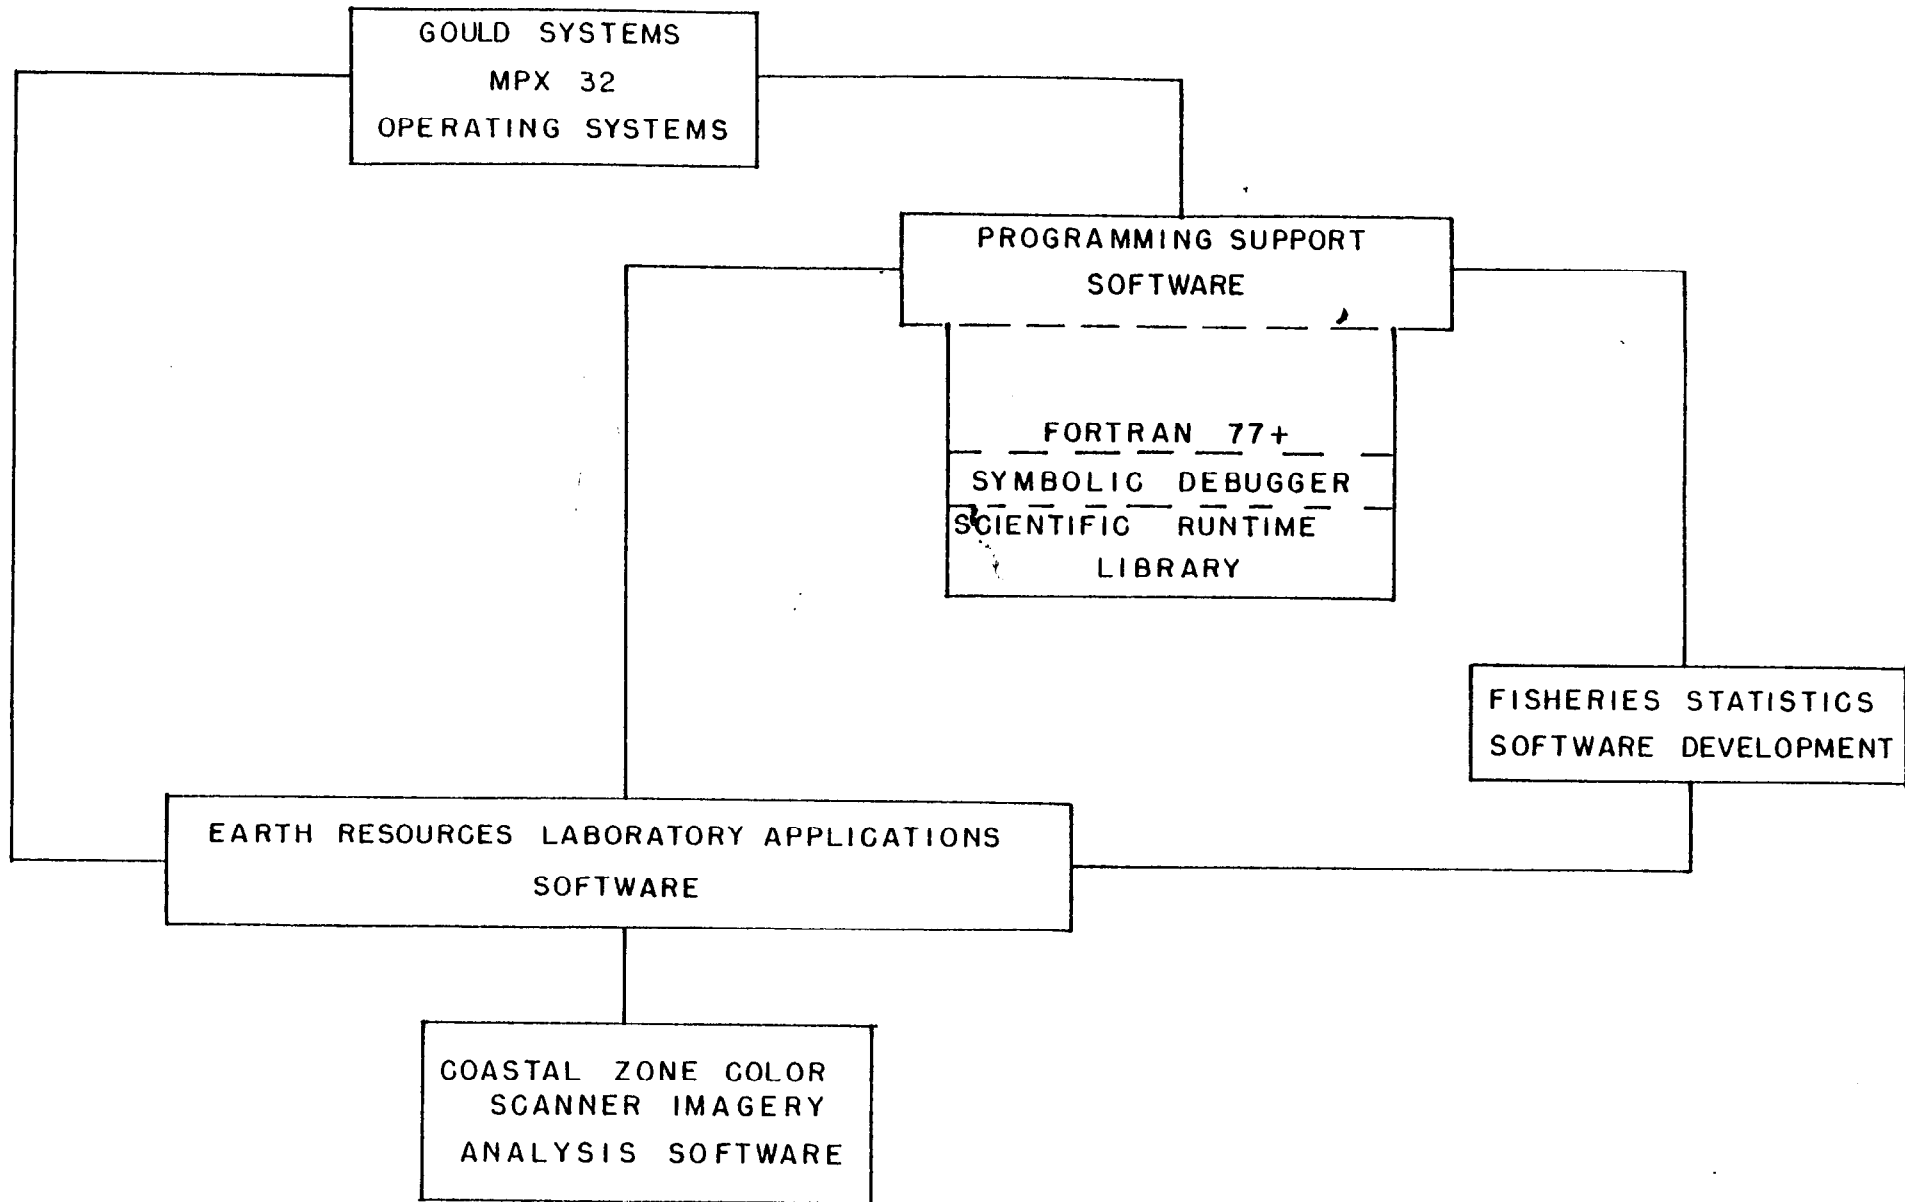 GOULD SYSTEMS
MPX 32
OPERATING SYSTEMS
PROGRAMMING SUPPORT
SOFTWARE
FORTRAN 77+
SYMBOLIC DEBUGGER
SCIENTIFIC RUNTIME
LIBRARY
FISHERIES STATISTICS
SOFTWARE DEVELOPMENT
EARTH RESOURCES LABORATORY APPLICATIONS
SOFTWARE
COASTAL ZONE COLOR
SCANNER IMAGERY
ANALYSIS SOFTWARE